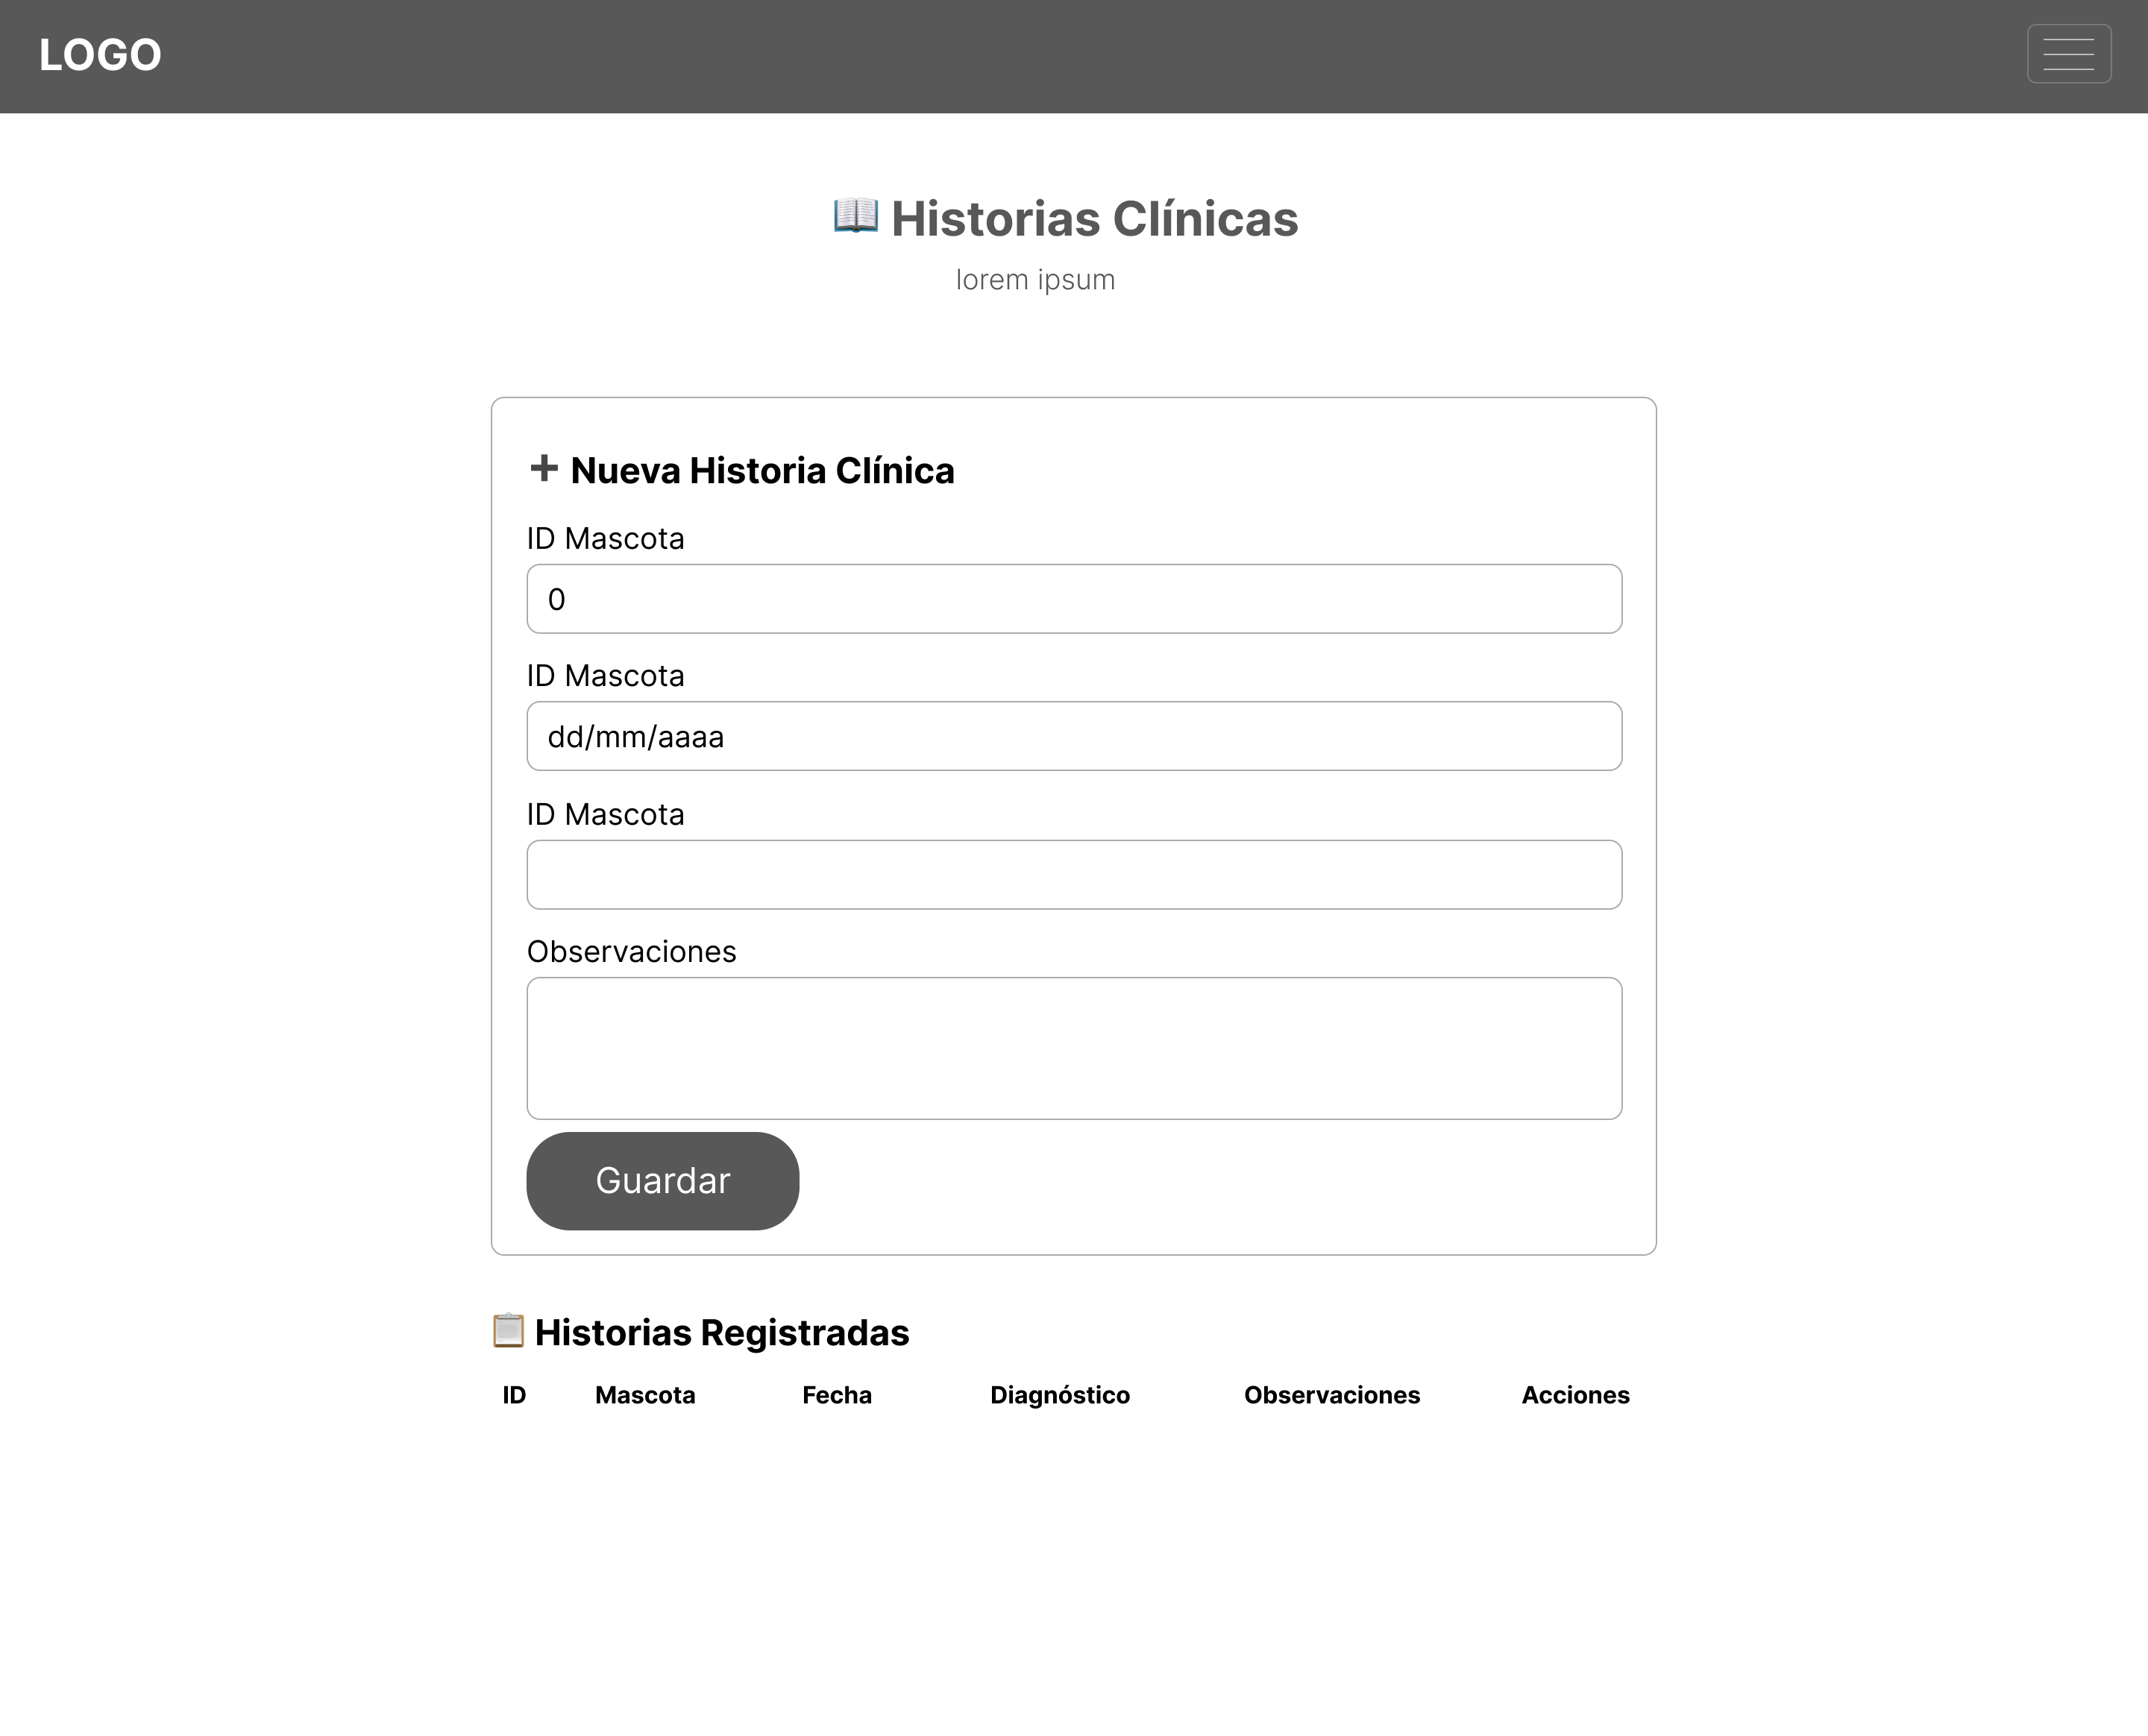 LOGO
📖 Historias Clínicas
lorem ipsum
➕ Nueva Historia Clínica
ID Mascota
0
ID Mascota
dd/mm/aaaa
ID Mascota
Observaciones
Guardar
📋 Historias Registradas
ID Mascota Fecha Diagnóstico Observaciones Acciones